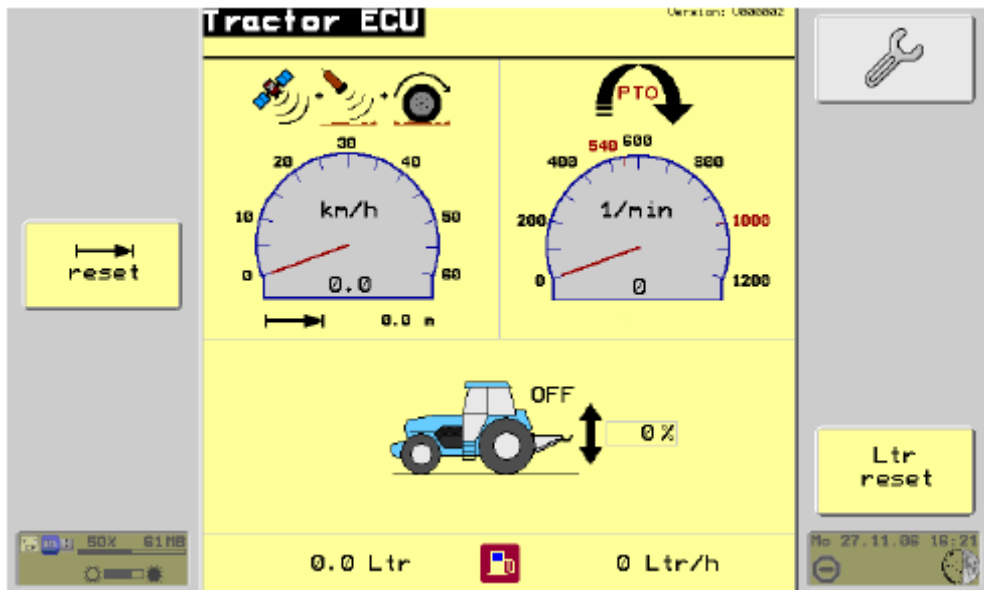 Tractor ECU
Version: V000002
PTO
0 10 20 30 40 50 60
km/h
0.0
0.0 m
0 200 400 540 600 800 1000 1200
1/min
0
reset
OFF
0 %
Ltr
reset
50% 61MB
0.0 Ltr
0 Ltr/h
Mo 27.11.06 16:21